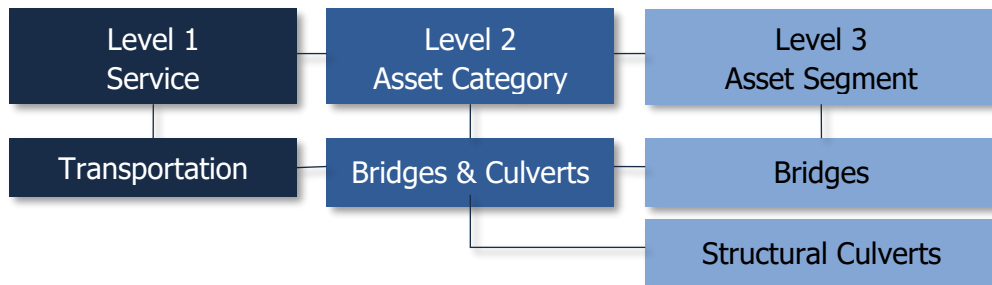 Level 1
Service
Level 2
Asset Category
Level 3
Asset Segment
Transportation
Bridges & Culverts
Bridges
Structural Culverts